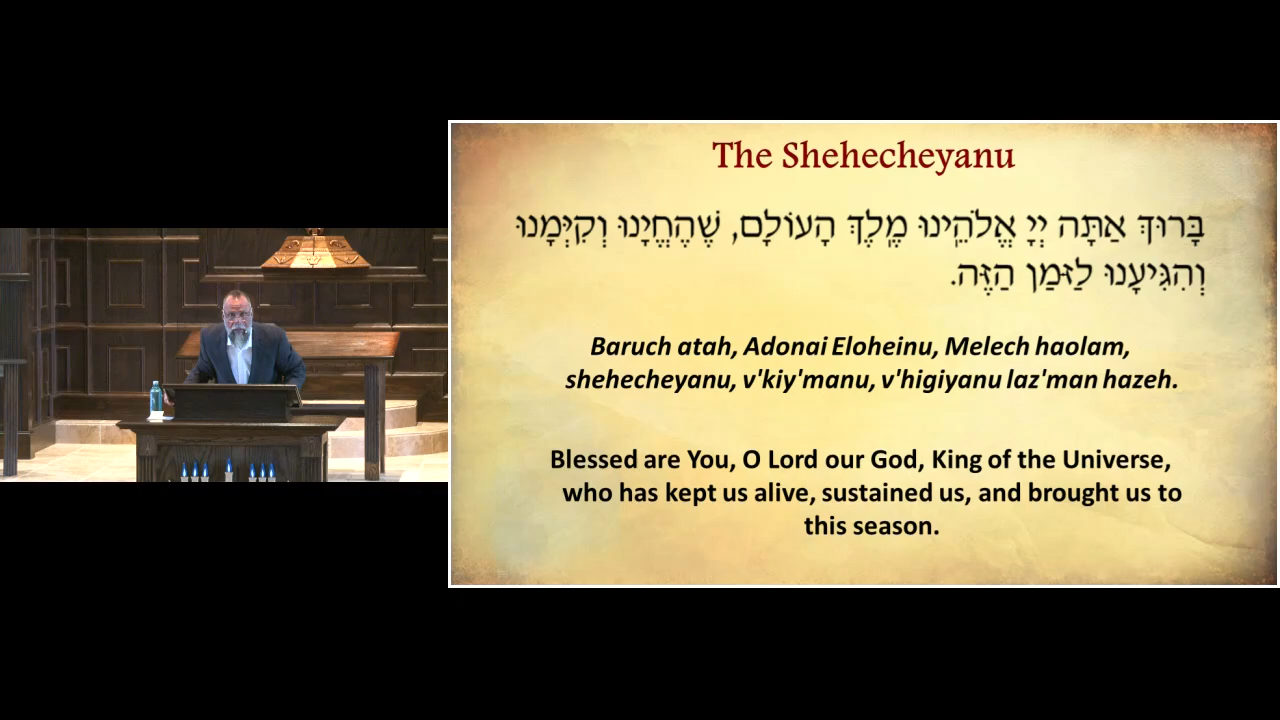 The Shehecheyanu
בָּרוּךְ אַתָּה יְיָ אֱלֹהֵינוּ מֶלֶךְ הָעוֹלָם, שֶׁהֶחֱיָנוּ וְקִיְּמָנוּ
וְהִגִּיעָנוּ לַזְּמַן הַזֶּה.
Baruch atah, Adonai Eloheinu, Melech haolam,
shehecheyanu, v'kiy'manu, v'higiyanu laz'man hazeh.
Blessed are You, O Lord our God, King of the Universe,
who has kept us alive, sustained us, and brought us to
this season.